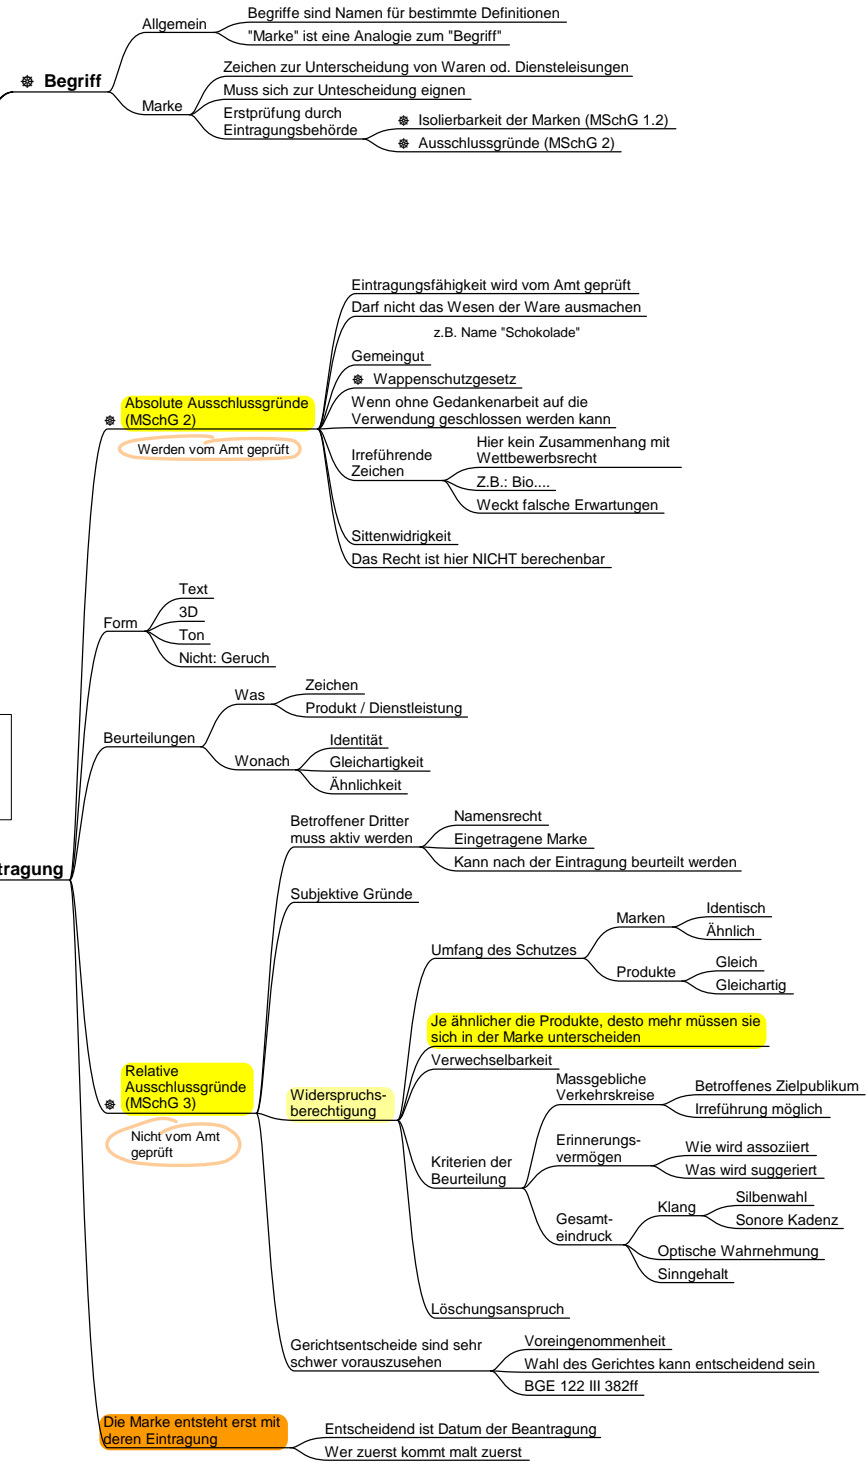 Begriff
Allgemein
Begriffe sind Namen für bestimmte Definitionen
"Marke" ist eine Analogie zum "Begriff"
Marke
Zeichen zur Unterscheidung von Waren od. Diensteleisungen
Muss sich zur Untescheidung eignen
Erstprüfung durch
Eintragungsbehörde
Isolierbarkeit der Marken (MSchG 1.2)
Ausschlussgründe (MSchG 2)
tragung
Absolute Ausschlussgründe
(MSchG 2)
Werden vom Amt geprüft
Eintragungsfähigkeit wird vom Amt geprüft
Darf nicht das Wesen der Ware ausmachen
z.B. Name "Schokolade"
Gemeingut
Wappenschutzgesetz
Wenn ohne Gedankenarbeit auf die
Verwendung geschlossen werden kann
Irreführende
Zeichen
Hier kein Zusammenhang mit
Wettbewerbsrecht
Z.B.: Bio....
Weckt falsche Erwartungen
Sittenwidrigkeit
Das Recht ist hier NICHT berechenbar
Form
Text
3D
Ton
Nicht: Geruch
Beurteilungen
Was
Zeichen
Produkt / Dienstleistung
Wonach
Identität
Gleichartigkeit
Ähnlichkeit
Relative
Ausschlussgründe
(MSchG 3)
Nicht vom Amt
geprüft
Betroffener Dritter
muss aktiv werden
Namensrecht
Eingetragene Marke
Kann nach der Eintragung beurteilt werden
Subjektive Gründe
Widerspruchs-
berechtigung
Umfang des Schutzes
Marken
Identisch
Ähnlich
Produkte
Gleich
Gleichartig
Je ähnlicher die Produkte, desto mehr müssen sie
sich in der Marke unterscheiden
Verwechselbarkeit
Kriterien der
Beurteilung
Massgebliche
Verkehrskreise
Betroffenes Zielpublikum
Irreführung möglich
Erinnerungs-
vermögen
Wie wird assoziiert
Was wird suggeriert
Gesamt-
eindruck
Klang
Silbenwahl
Sonore Kadenz
Optische Wahrnehmung
Sinngehalt
Löschungsanspruch
Gerichtsentscheide sind sehr
schwer vorauszusehen
Voreingenommenheit
Wahl des Gerichtes kann entscheidend sein
BGE 122 III 382ff
Die Marke entsteht erst mit
deren Eintragung
Entscheidend ist Datum der Beantragung
Wer zuerst kommt malt zuerst